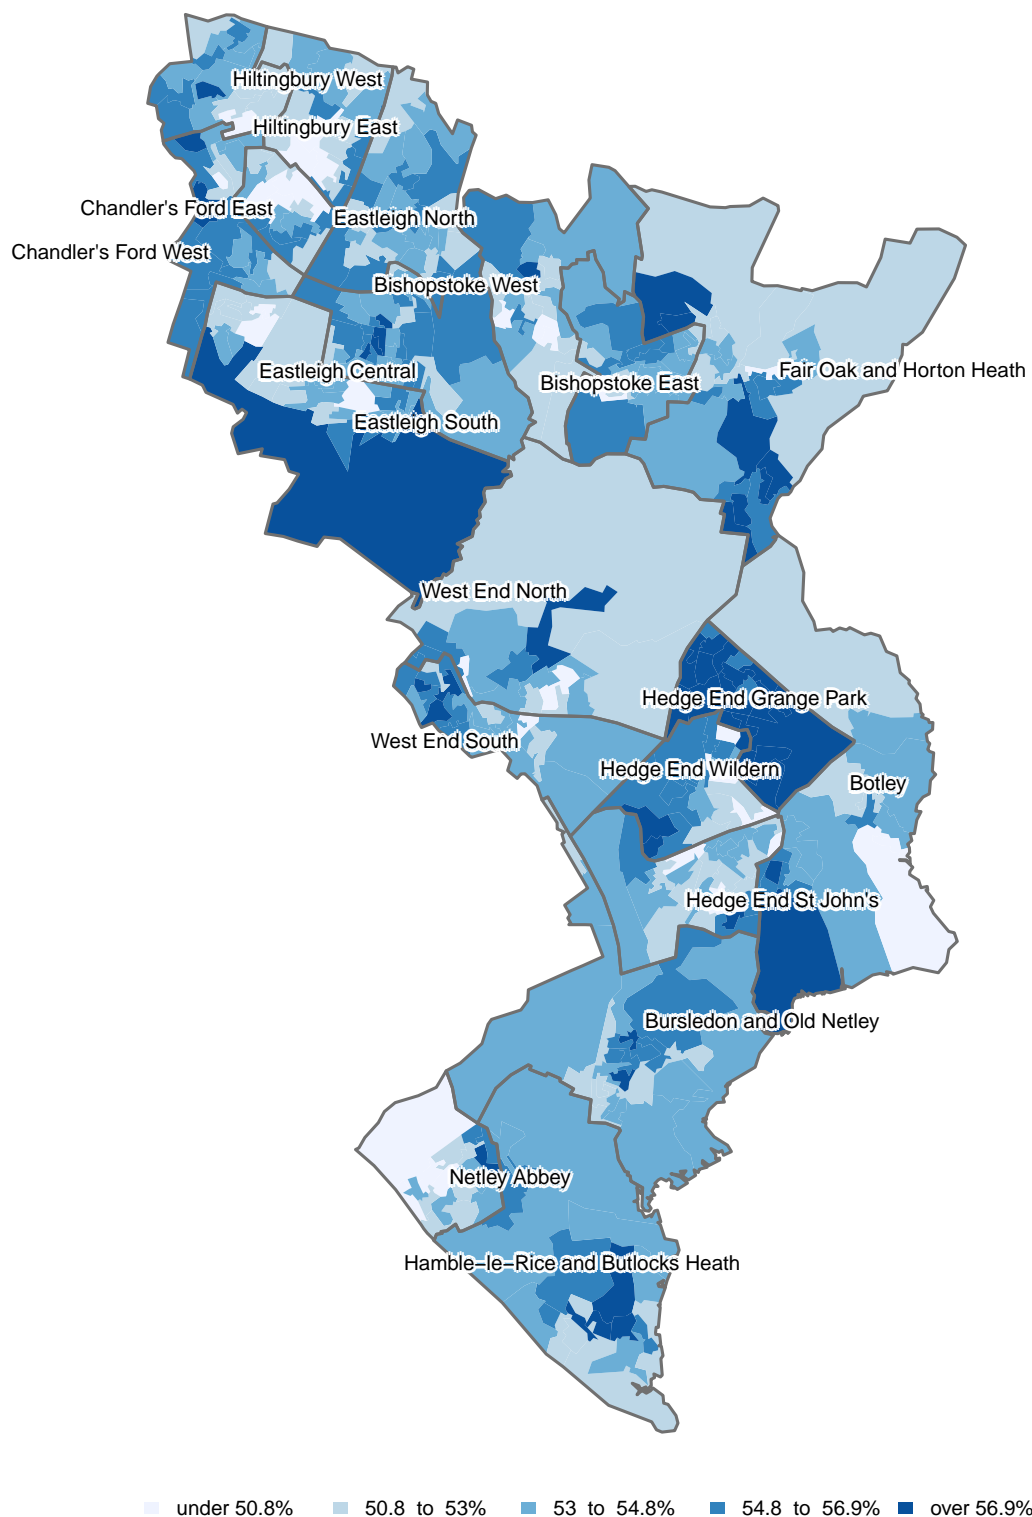 Hiltingbury West
Hiltingbury East
Chandler's Ford East
Eastleigh North
Chandler's Ford West
Bishopstoke West
Eastleigh Central
Fair Oak and Horton Heath
Bishopstoke East
Eastleigh South
West End North
Hedge End Grange Park
West End South
Hedge End Wildern
Botley
Hedge End St John's
Bursledon and Old Netley
Netley Abbey
Hamble−le−Rice and Butlocks Heath
under 50.8% 50.8 to 53% 53 to 54.8% 54.8 to 56.9% over 56.9%